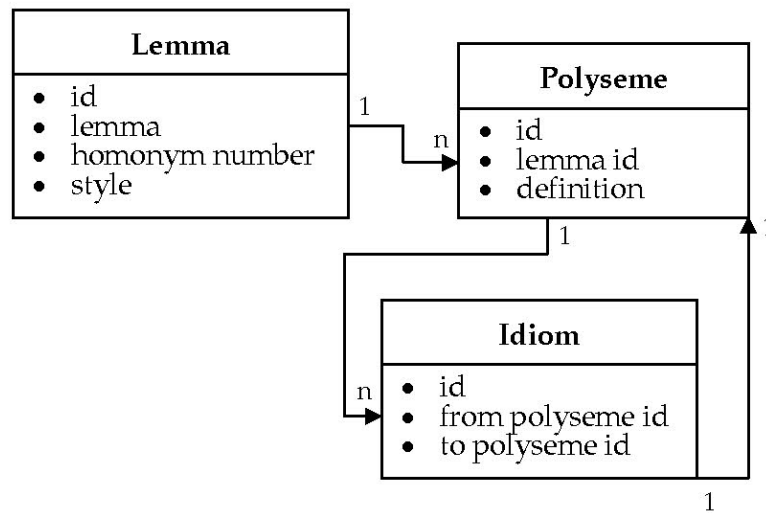 Lemma
• id
• lemma
• homonym number
• style
1
n
Polyseme
• id
• lemma id
• definition
1
n
Idiom
• id
• from polyseme id
• to polyseme id
1